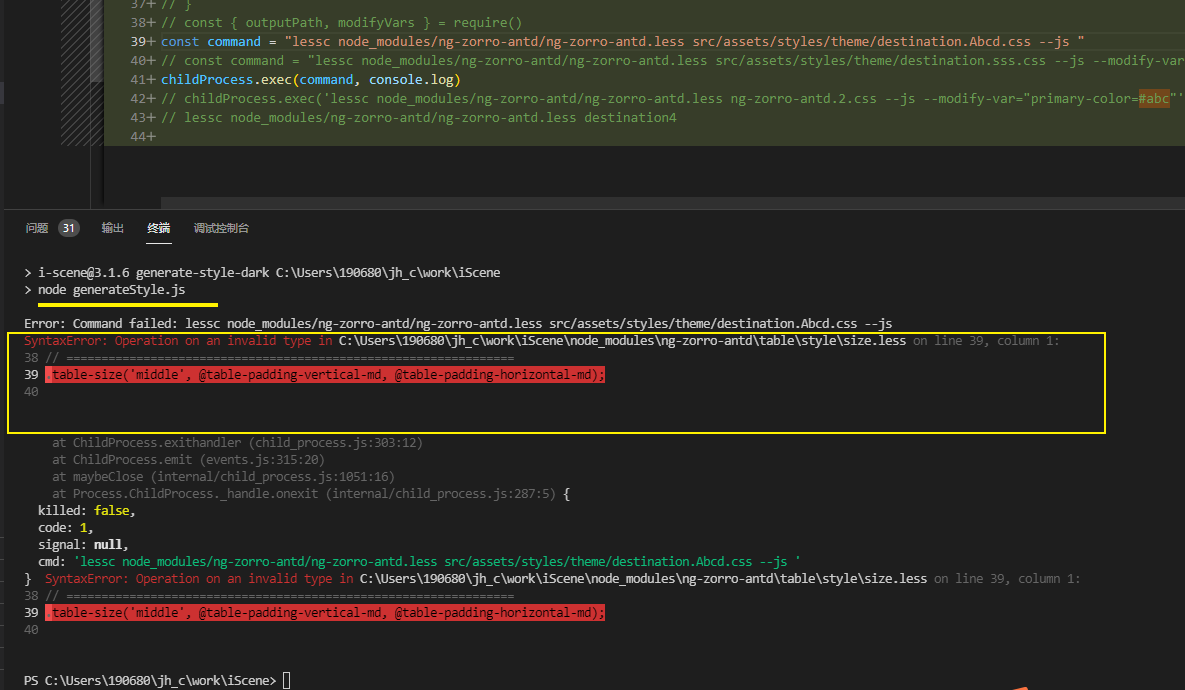 37+ // }
38+ // const { outputPath, modifyVars } = require()
39+ const command = "lessc node_modules/ng-zorro-antd/ng-zorro-antd.less src/assets/styles/theme/destination.Abcd.css --js "
40+ // const command = "lessc node_modules/ng-zorro-antd/ng-zorro-antd.less src/assets/styles/theme/destination.sss.css --js --modify-var
41+ childProcess.exec(command, console.log)
42+ // childProcess.exec('lessc node_modules/ng-zorro-antd/ng-zorro-antd.less ng-zorro-antd.2.css --js --modify-var="primary-color=#abc"'
43+ // lessc node_modules/ng-zorro-antd/ng-zorro-antd.less destination4
44+
问题 31 输出 终端 调试控制台
> i-scene@3.1.6 generate-style-dark C:\Users\190680\jh_c\work\iScene
> node generateStyle.js
Error: Command failed: lessc node_modules/ng-zorro-antd/ng-zorro-antd.less src/assets/styles/theme/destination.Abcd.css --js
SyntaxError: Operation on an invalid type in C:\Users\190680\jh_c\work\iScene\node_modules\ng-zorro-antd\table\style\size.less on line 39, column 1:
38 // ================================================================
39 .table-size('middle', @table-padding-vertical-md, @table-padding-horizontal-md);
40
at ChildProcess.exithandler (child_process.js:303:12)
at ChildProcess.emit (events.js:315:20)
at maybeClose (internal/child_process.js:1051:16)
at Process.ChildProcess._handle.onexit (internal/child_process.js:287:5) {
killed: false,
code: 1,
signal: null,
cmd: 'lessc node_modules/ng-zorro-antd/ng-zorro-antd.less src/assets/styles/theme/destination.Abcd.css --js '
} SyntaxError: Operation on an invalid type in C:\Users\190680\jh_c\work\iScene\node_modules\ng-zorro-antd\table\style\size.less on line 39, column 1:
38 // ================================================================
39 .table-size('middle', @table-padding-vertical-md, @table-padding-horizontal-md);
40
PS C:\Users\190680\jh_c\work\iScene>